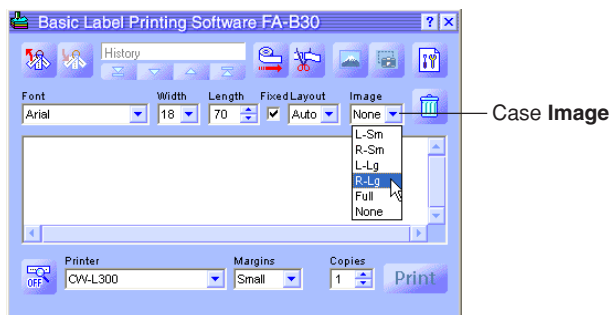 Basic Label Printing Software FA-B30
? ×
History
Font Width Length Fixed Layout Image
Arial 18 70 Auto None
Case Image
L-Sm
R-Sm
L-Lg
R-Lg
Full
None
OFF
Printer Margins Copies
CW-L300 Small 1 Print